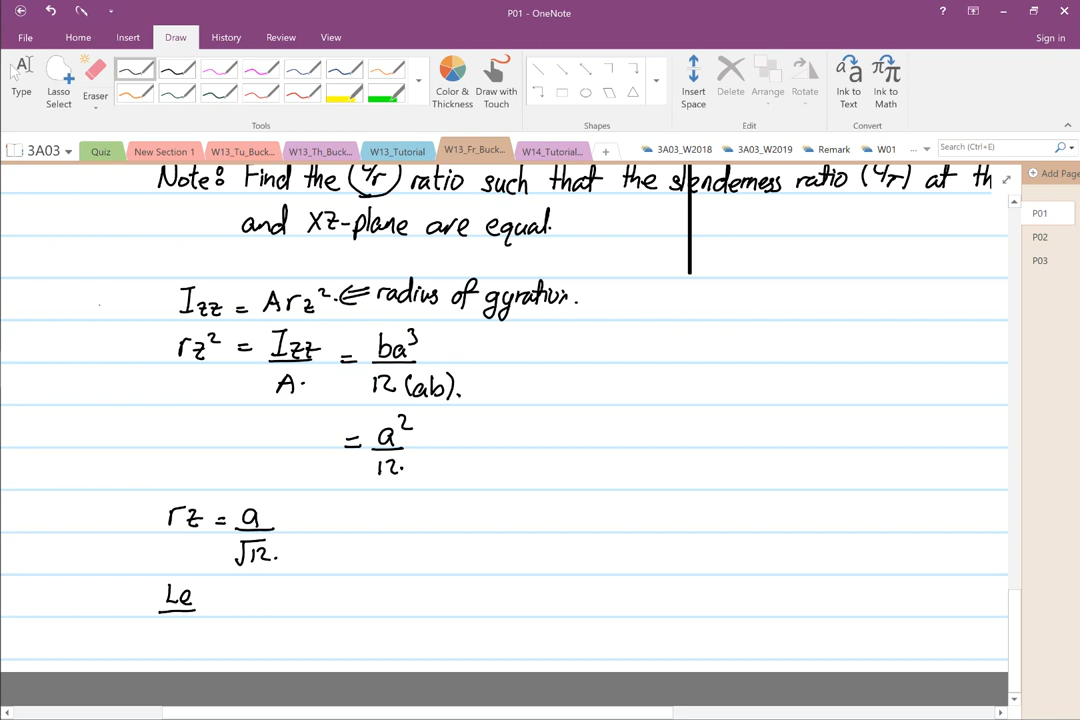 P01 - OneNote
?
File Home Insert Draw History Review View Sign in
Type
Lasso Select
Eraser
Color & Thickness
Draw with Touch
Insert Space
Delete
Arrange
Rotate
Ink to Text
Ink to Math
Tools Shapes Edit Convert
3A03 Quiz New Section 1 W13_Tu_Buck... W13_Th_Buck... W13_Tutorial W13_Fr_Buck... W14_Tutorial... + 3A03_W2018 3A03_W2019 Remark W01 ... Search (Ctrl+E)
Add Page
P01
P02
P03
Note: Find the (L/r) ratio such that the slenderness ratio (L/r) at th
and XZ-plane are equal.
Izz = Arz². ⇐ radius of gyration.
rz² = Izz/A. = ba³/12(ab).
= a²/12.
rz = a/√12.
Le